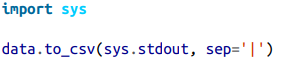 import sys
data.to_csv(sys.stdout, sep='|')